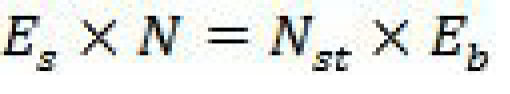 E_s × N = N_st × E_b